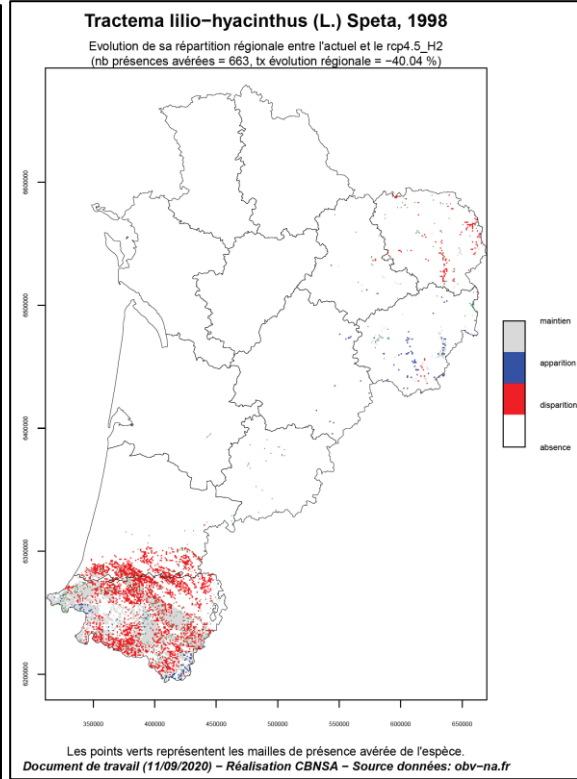 Tractema lilio−hyacinthus (L.) Speta, 1998
Evolution de sa répartition régionale entre l'actuel et le rcp4.5_H2
(nb présences avérées = 663, tx évolution régionale = −40.04 %)
6600000
6500000
6400000
6300000
6200000
maintien
apparition
disparition
absence
350000 400000 450000 500000 550000 600000 650000
Les points verts représentent les mailles de présence avérée de l'espèce.
Document de travail (11/09/2020) − Réalisation CBNSA − Source données: obv−na.fr